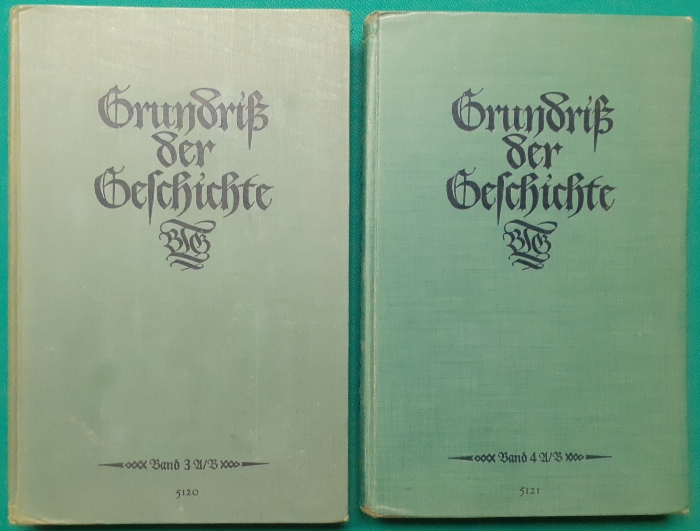 Grundriß
der
Geschichte
Band 3 A/B
5120
Grundriß
der
Geschichte
Band 4 A/B
5121